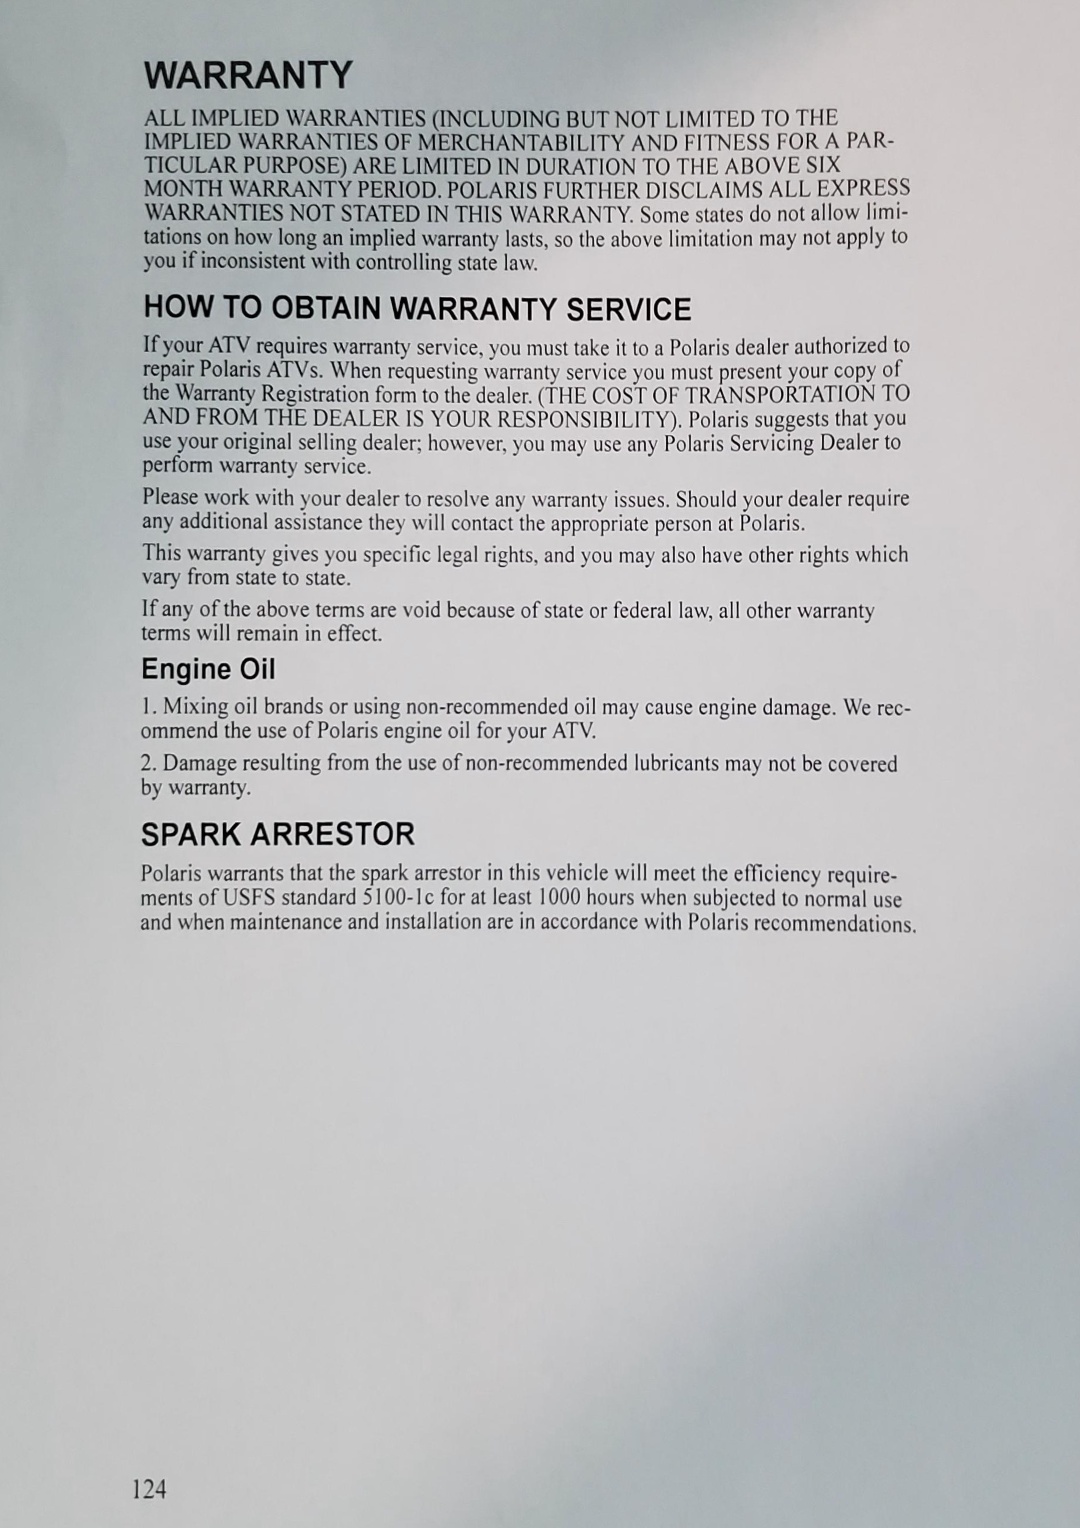 WARRANTY
ALL IMPLIED WARRANTIES (INCLUDING BUT NOT LIMITED TO THE
IMPLIED WARRANTIES OF MERCHANTABILITY AND FITNESS FOR A PAR-
TICULAR PURPOSE) ARE LIMITED IN DURATION TO THE ABOVE SIX
MONTH WARRANTY PERIOD. POLARIS FURTHER DISCLAIMS ALL EXPRESS
WARRANTIES NOT STATED IN THIS WARRANTY. Some states do not allow limi-
tations on how long an implied warranty lasts, so the above limitation may not apply to
you if inconsistent with controlling state law.
HOW TO OBTAIN WARRANTY SERVICE
If your ATV requires warranty service, you must take it to a Polaris dealer authorized to
repair Polaris ATVs. When requesting warranty service you must present your copy of
the Warranty Registration form to the dealer. (THE COST OF TRANSPORTATION TO
AND FROM THE DEALER IS YOUR RESPONSIBILITY). Polaris suggests that you
use your original selling dealer; however, you may use any Polaris Servicing Dealer to
perform warranty service.
Please work with your dealer to resolve any warranty issues. Should your dealer require
any additional assistance they will contact the appropriate person at Polaris.
This warranty gives you specific legal rights, and you may also have other rights which
vary from state to state.
If any of the above terms are void because of state or federal law, all other warranty
terms will remain in effect.
Engine Oil
1. Mixing oil brands or using non-recommended oil may cause engine damage. We rec-
ommend the use of Polaris engine oil for your ATV.
2. Damage resulting from the use of non-recommended lubricants may not be covered
by warranty.
SPARK ARRESTOR
Polaris warrants that the spark arrestor in this vehicle will meet the efficiency require-
ments of USFS standard 5100-1c for at least 1000 hours when subjected to normal use
and when maintenance and installation are in accordance with Polaris recommendations.
124